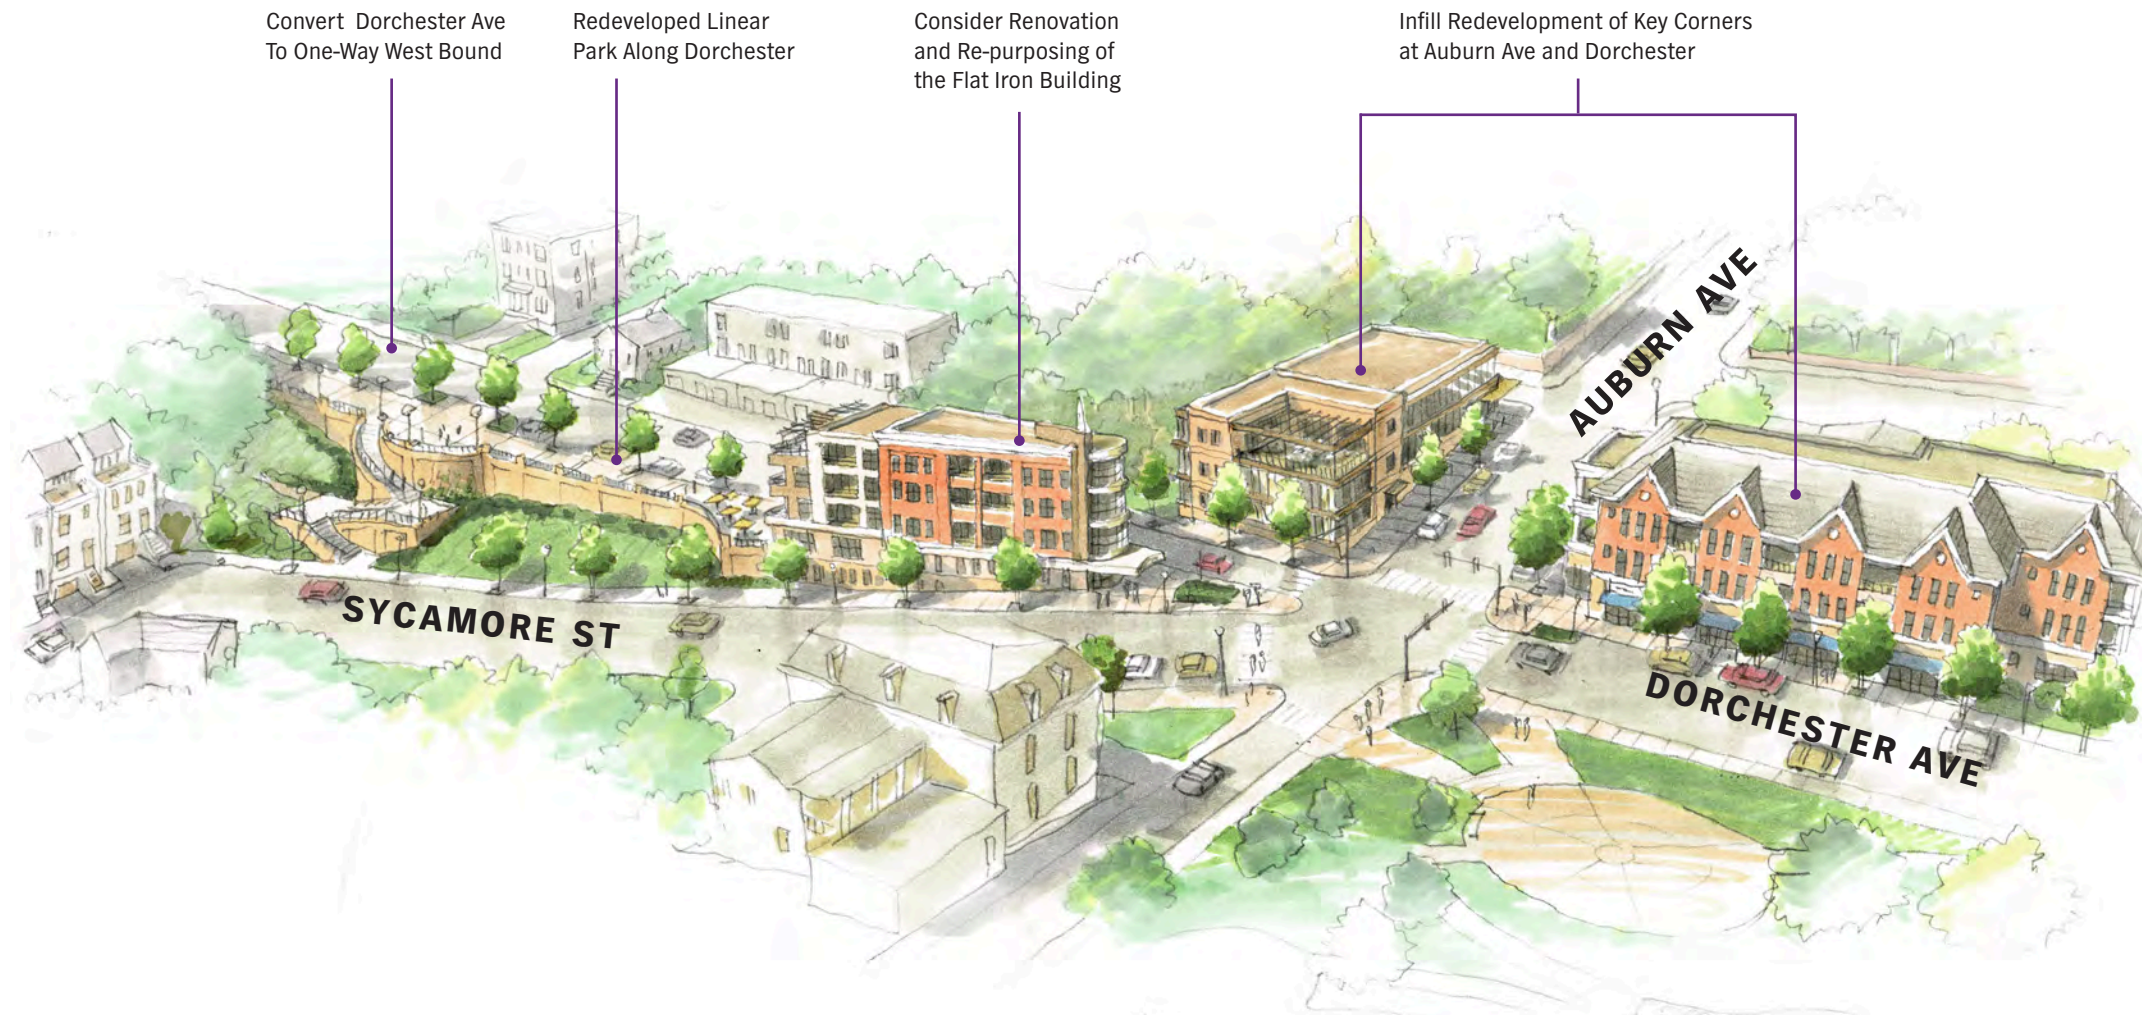 Convert Dorchester Ave
To One-Way West Bound
Redeveloped Linear
Park Along Dorchester
Consider Renovation
and Re-purposing of
the Flat Iron Building
Infill Redevelopment of Key Corners
at Auburn Ave and Dorchester
AUBURN AVE
SYCAMORE ST
DORCHESTER AVE